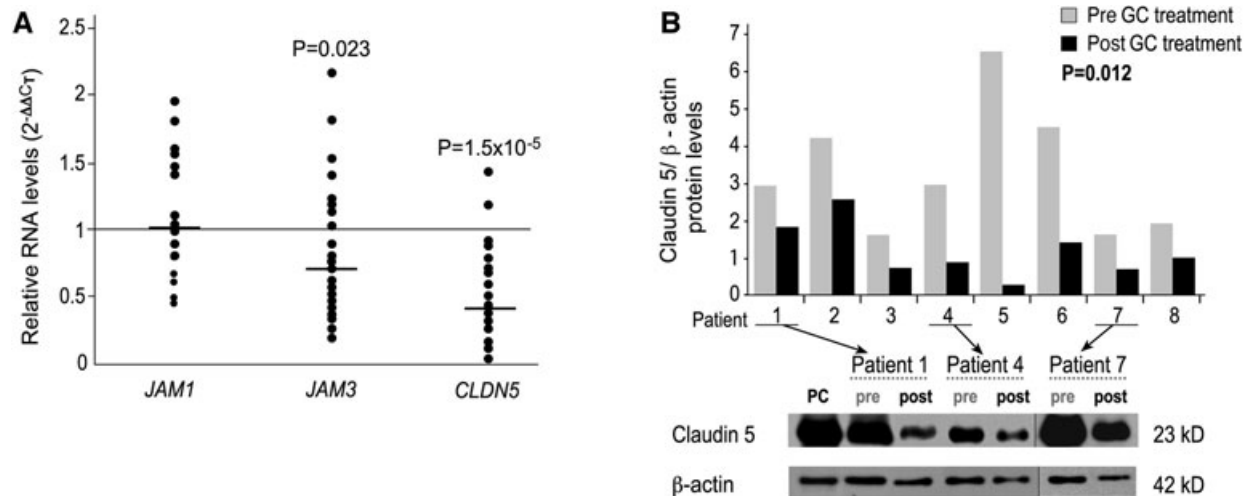 A
Relative RNA levels (2-ΔΔCT)
2.5
2
1.5
1
0.5
0
P=0.023
P=1.5x10-5
JAM1 JAM3 CLDN5
B
Pre GC treatment
Post GC treatment
P=0.012
Claudin 5/ β - actin
protein levels
7
6
5
4
3
2
1
0
Patient 1 2 3 4 5 6 7 8
Patient 1 Patient 4 Patient 7
PC pre post pre post pre post
Claudin 5 23 kD
β-actin 42 kD